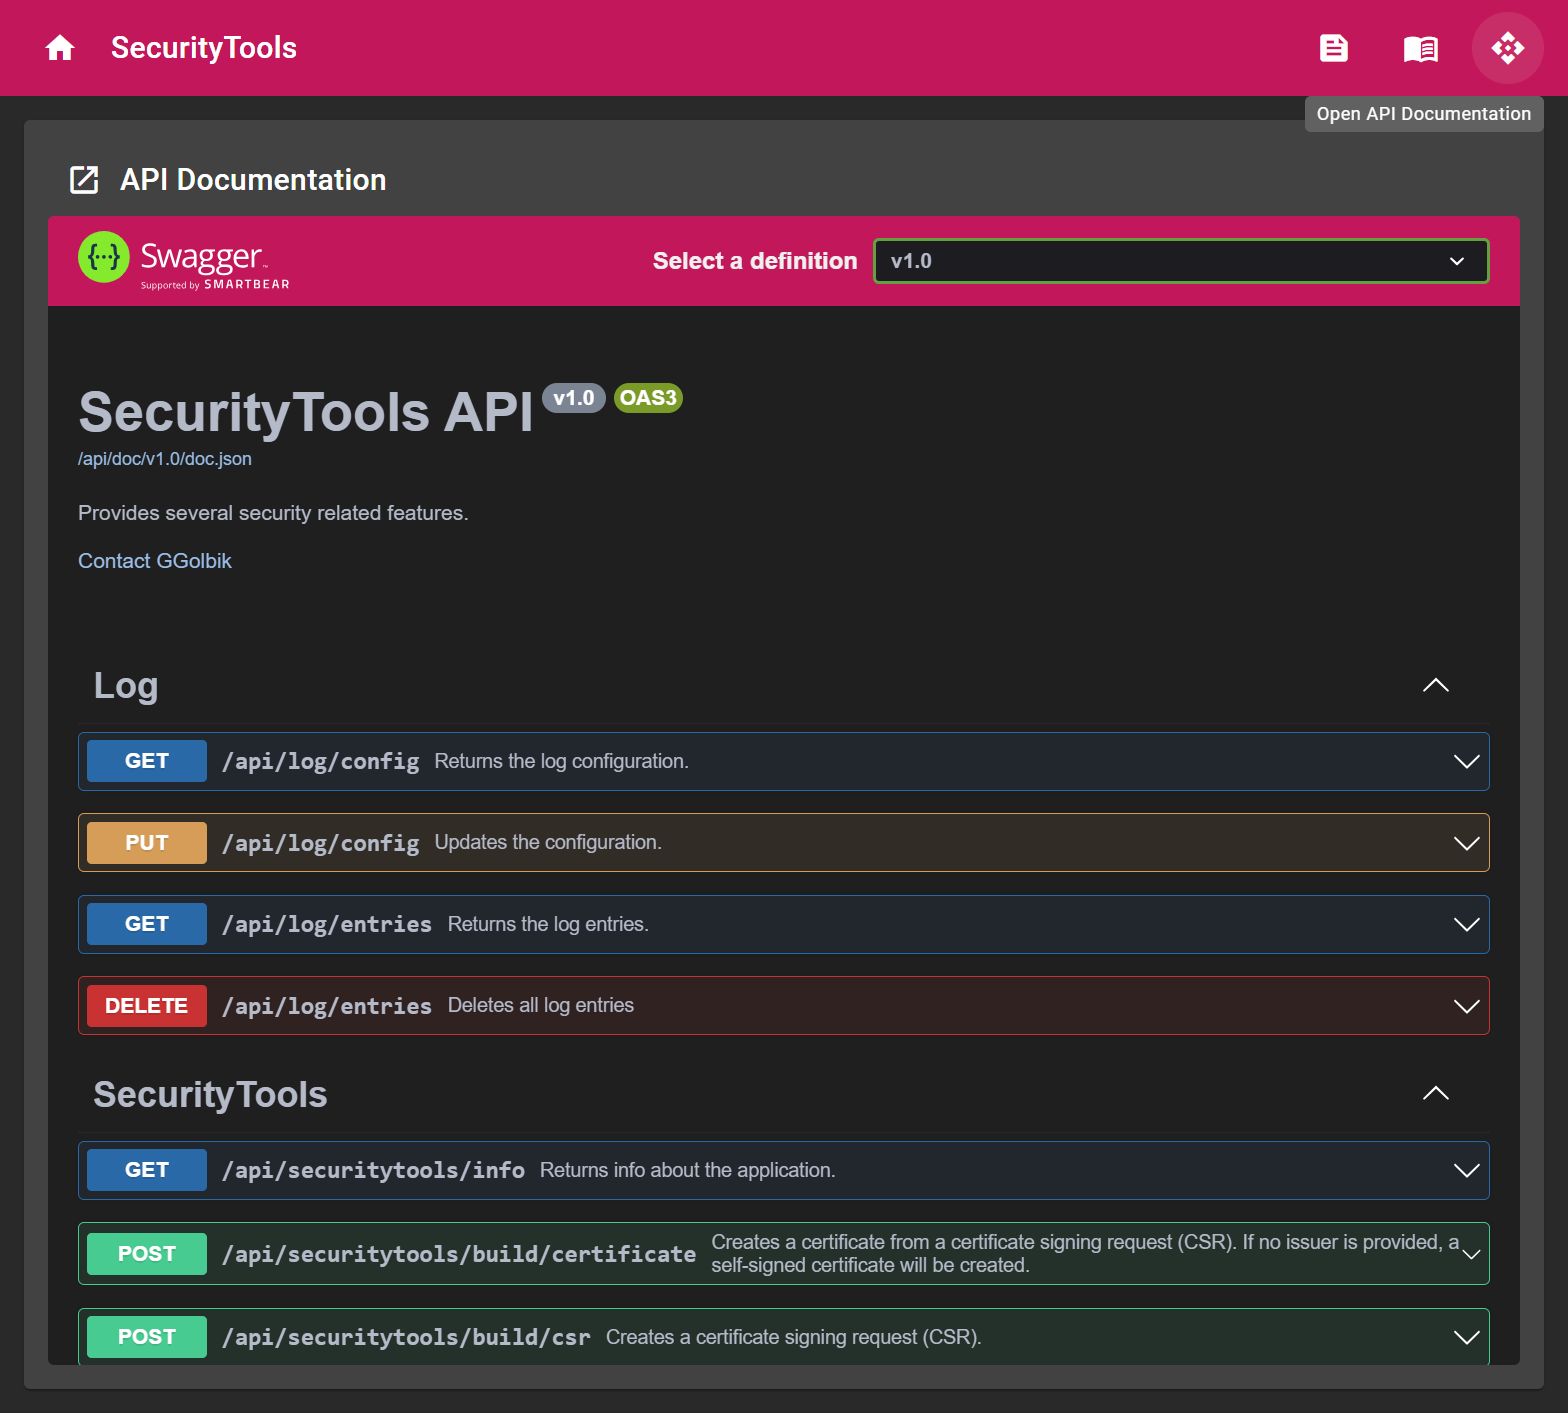 SecurityTools
Open API Documentation
API Documentation
{...} Swagger™
Supported by SMARTBEAR
Select a definition
v1.0
SecurityTools API v1.0 OAS3
/api/doc/v1.0/doc.json
Provides several security related features.
Contact GGolbik
Log
GET /api/log/config Returns the log configuration.
PUT /api/log/config Updates the configuration.
GET /api/log/entries Returns the log entries.
DELETE /api/log/entries Deletes all log entries
SecurityTools
GET /api/securitytools/info Returns info about the application.
POST /api/securitytools/build/certificate Creates a certificate from a certificate signing request (CSR). If no issuer is provided, a
self-signed certificate will be created.
POST /api/securitytools/build/csr Creates a certificate signing request (CSR).